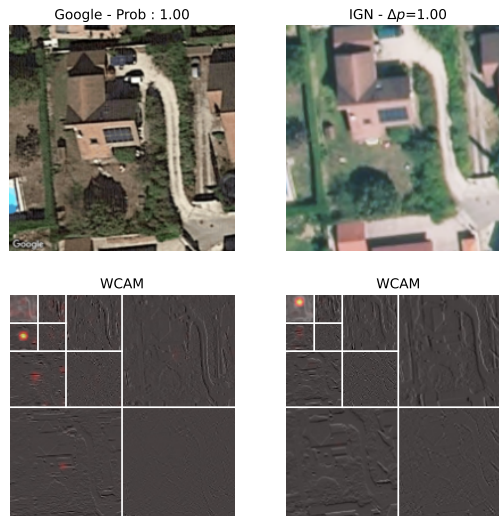 Google - Prob : 1.00
IGN - Δp=1.00
Google
WCAM
WCAM